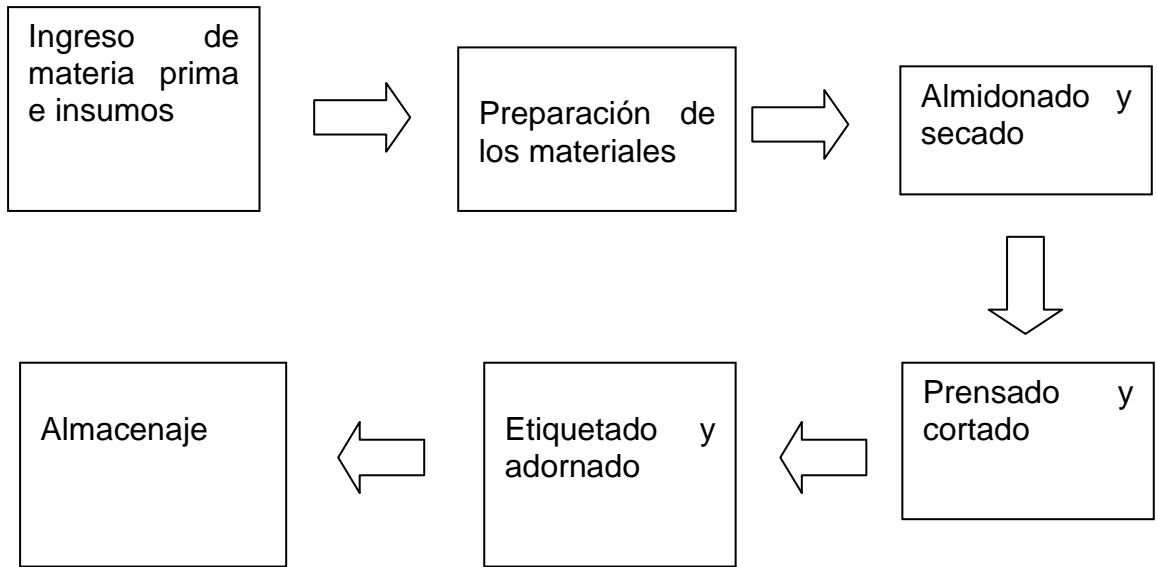 Ingreso de
materia prima
e insumos
Preparación de
los materiales
Almidonado y
secado
Prensado y
cortado
Etiquetado y
adornado
Almacenaje